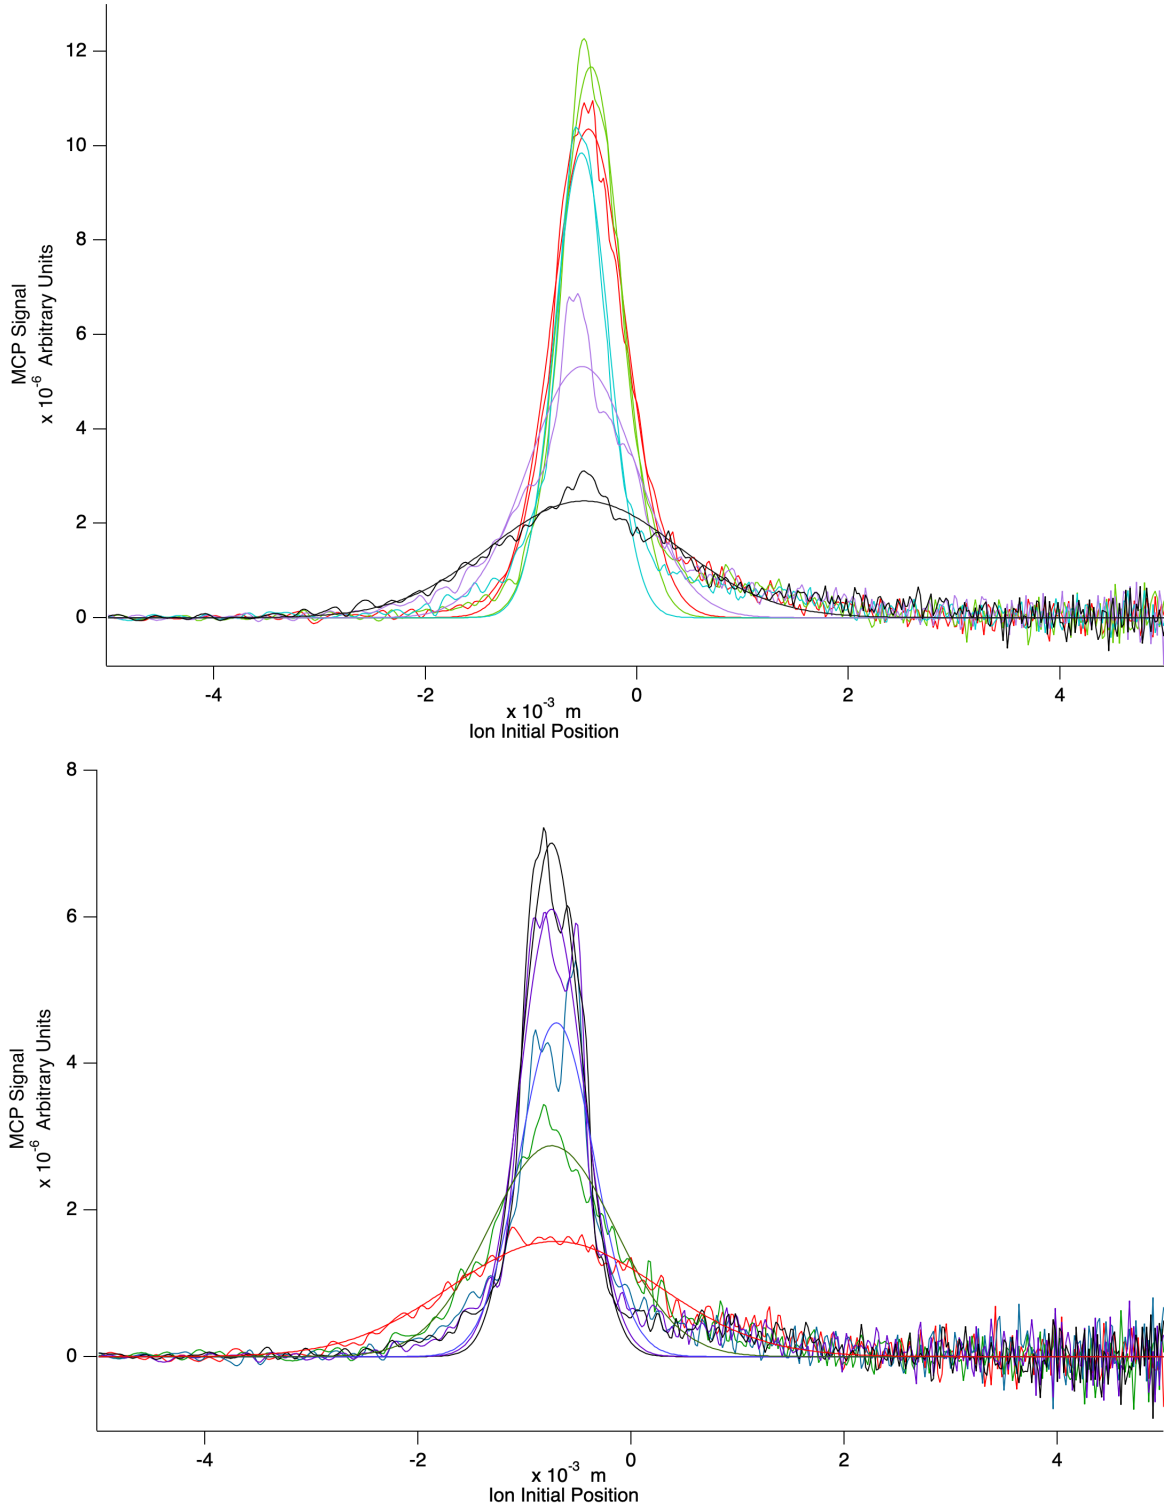 12
10
8
6
4
2
0
MCP Signal
x 10⁻⁶ Arbitrary Units
-4
-2
0
2
4
x 10⁻³ m
Ion Initial Position
8
6
4
2
0
MCP Signal
x 10⁻⁶ Arbitrary Units
-4
-2
0
2
4
x 10⁻³ m
Ion Initial Position